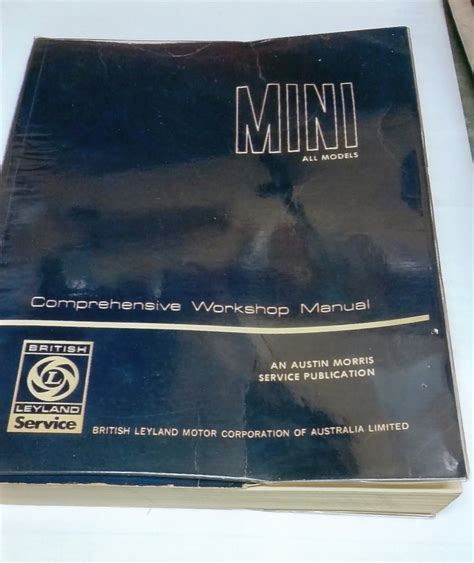 MINI
ALL MODELS
Comprehensive Workshop Manual
BRITISH
L
LEYLAND
Service
AN AUSTIN MORRIS
SERVICE PUBLICATION
BRITISH LEYLAND MOTOR CORPORATION OF AUSTRALIA LIMITED